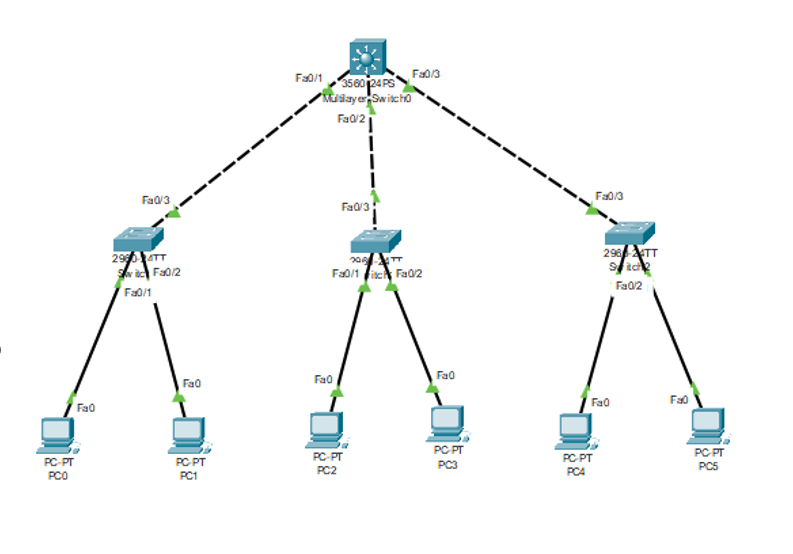 Fa0/1
Fa0/3
3560-24PS
Multilayer Switch0
Fa0/2
Fa0/3
Fa0/3
Fa0/3
2960-24TT
Fa0/2
Fa0/1
2960-24TT
Fa0/1
Fa0/2
2960-24TT
Switch2
Fa0/2
Fa0
Fa0
Fa0
Fa0
Fa0
Fa0
PC-PT
PC0
PC-PT
PC1
PC-PT
PC2
PC-PT
PC3
PC-PT
PC4
PC-PT
PC5